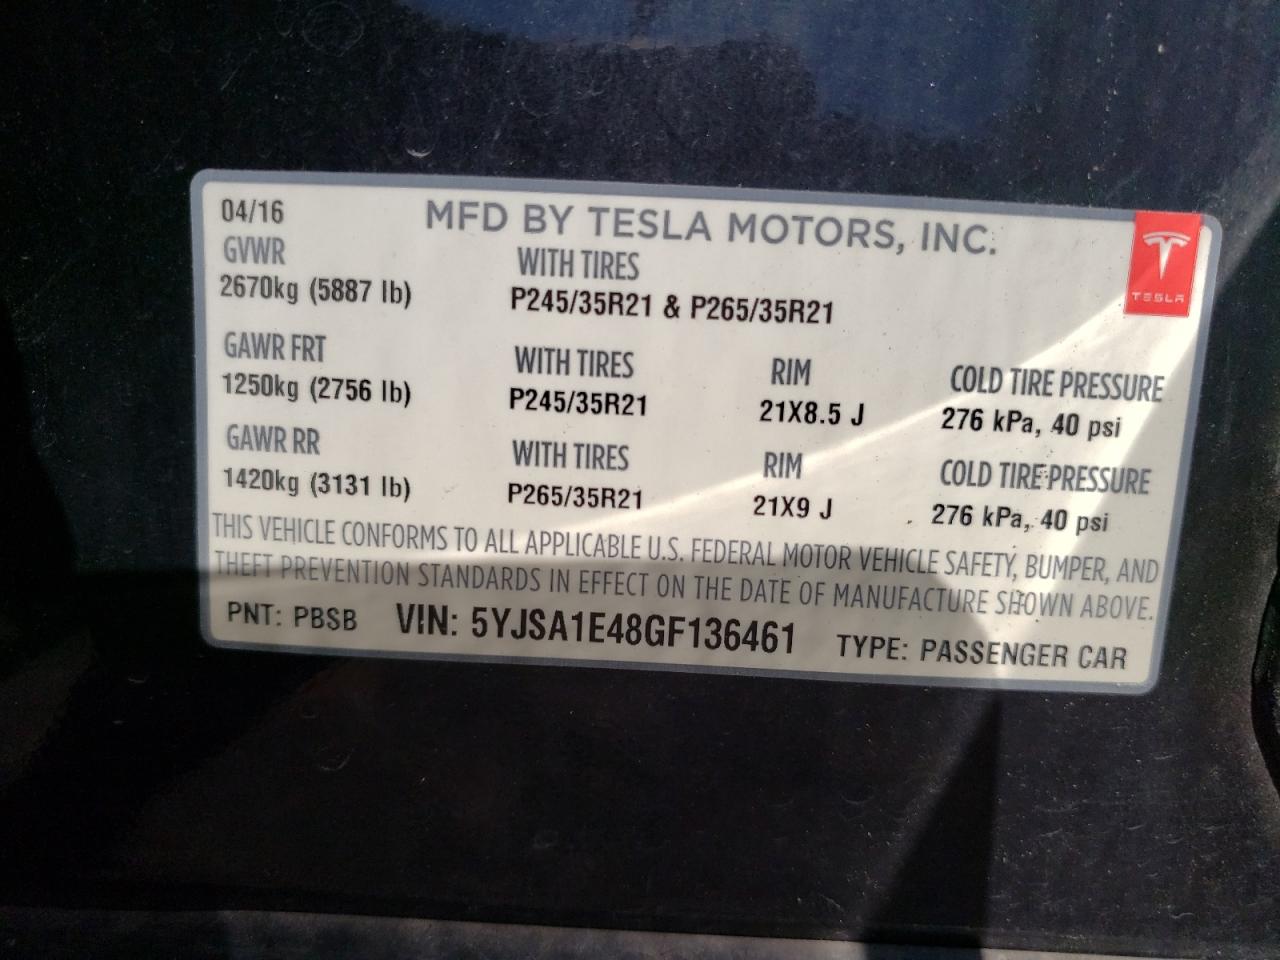 04/16 MFD BY TESLA MOTORS, INC.
TESLA
GVWR WITH TIRES
2670kg (5887 lb) P245/35R21 & P265/35R21
GAWR FRT WITH TIRES RIM COLD TIRE PRESSURE
1250kg (2756 lb) P245/35R21 21X8.5 J 276 kPa, 40 psi
GAWR RR WITH TIRES RIM COLD TIRE PRESSURE
1420kg (3131 lb) P265/35R21 21X9 J 276 kPa, 40 psi
THIS VEHICLE CONFORMS TO ALL APPLICABLE U.S. FEDERAL MOTOR VEHICLE SAFETY, BUMPER, AND
THEFT PREVENTION STANDARDS IN EFFECT ON THE DATE OF MANUFACTURE SHOWN ABOVE.
PNT: PBSB VIN: 5YJSA1E48GF136461 TYPE: PASSENGER CAR